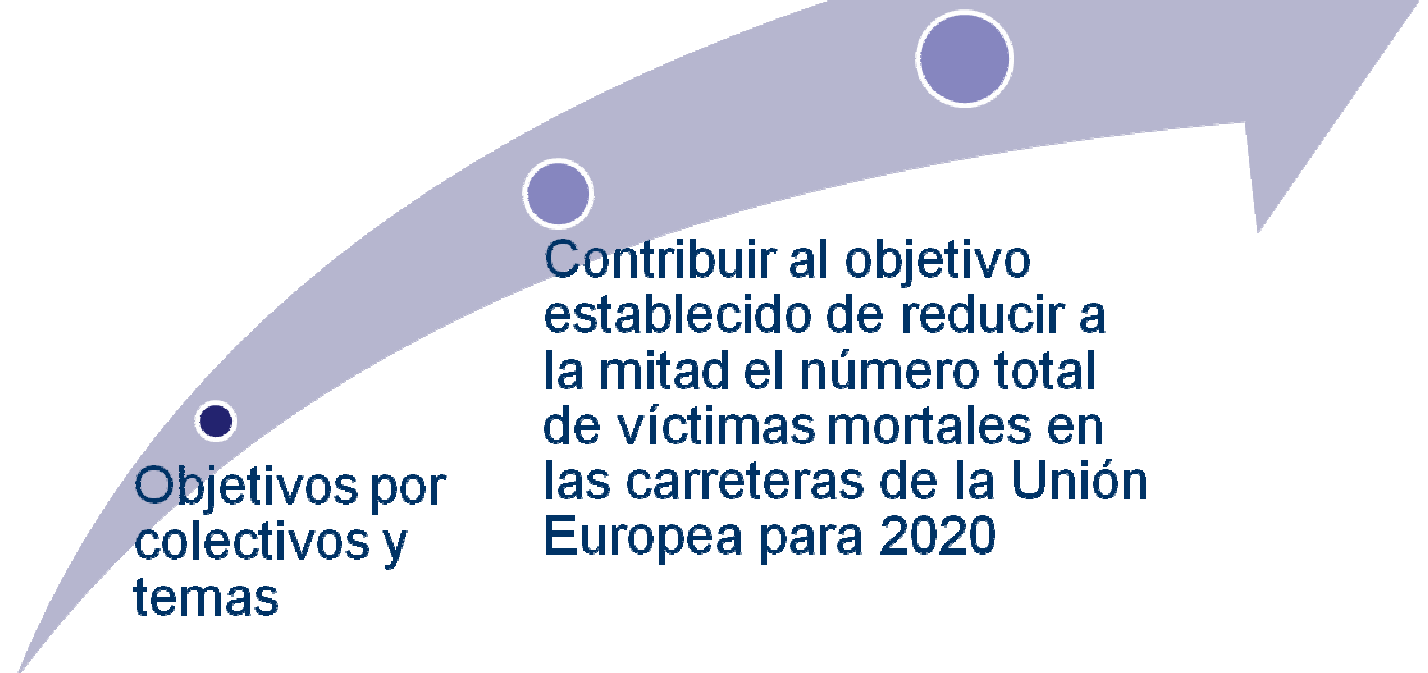 Objetivos por
colectivos y
temas
Contribuir al objetivo
establecido de reducir a
la mitad el número total
de víctimas mortales en
las carreteras de la Unión
Europea para 2020